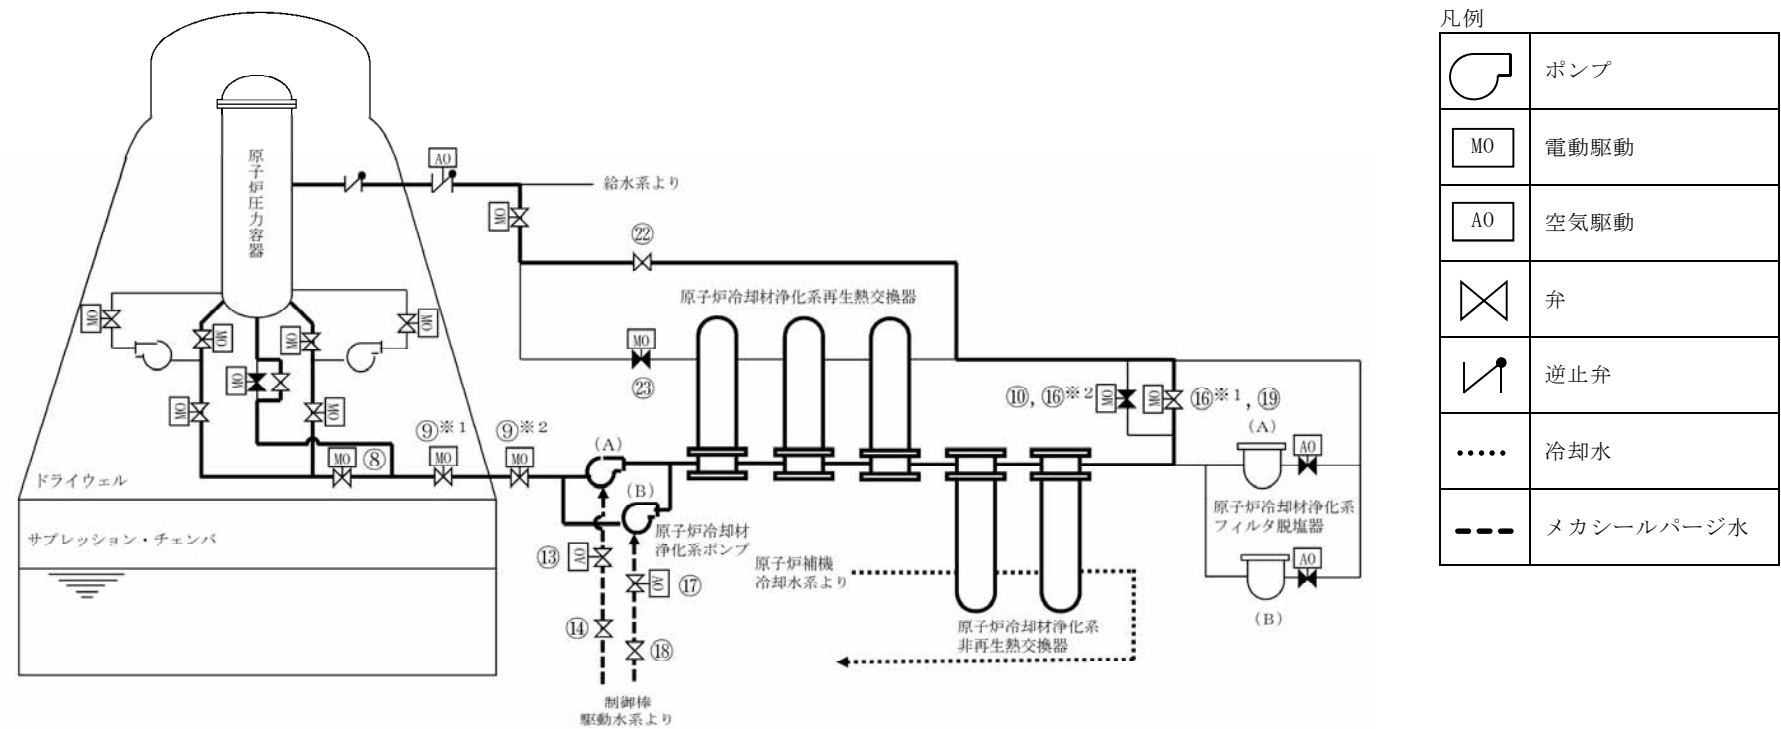 凡例
ポンプ
MO
電動駆動
AO
空気駆動
弁
逆止弁
冷却水
メカシールパージ水
原子炉圧力容器
AO
給水系より
MO
㉒
原子炉冷却材浄化系再生熱交換器
MO
㉓
MO
MO
MO
MO
MO
MO
MO
⑩, ⑯※2
MO
MO
⑯※1, ⑲
⑨※1
⑨※2
MO
⑧
MO
MO
(A)
(B)
ドライウェル
サプレッション・チェンバ
原子炉冷却材
浄化系ポンプ
⑬
AO
AO
⑰
⑭
⑱
制御棒
駆動水系より
原子炉補機
冷却水系より
原子炉冷却材浄化系
非再生熱交換器
(A)
AO
原子炉冷却材浄化系
フィルタ脱塩器
AO
(B)